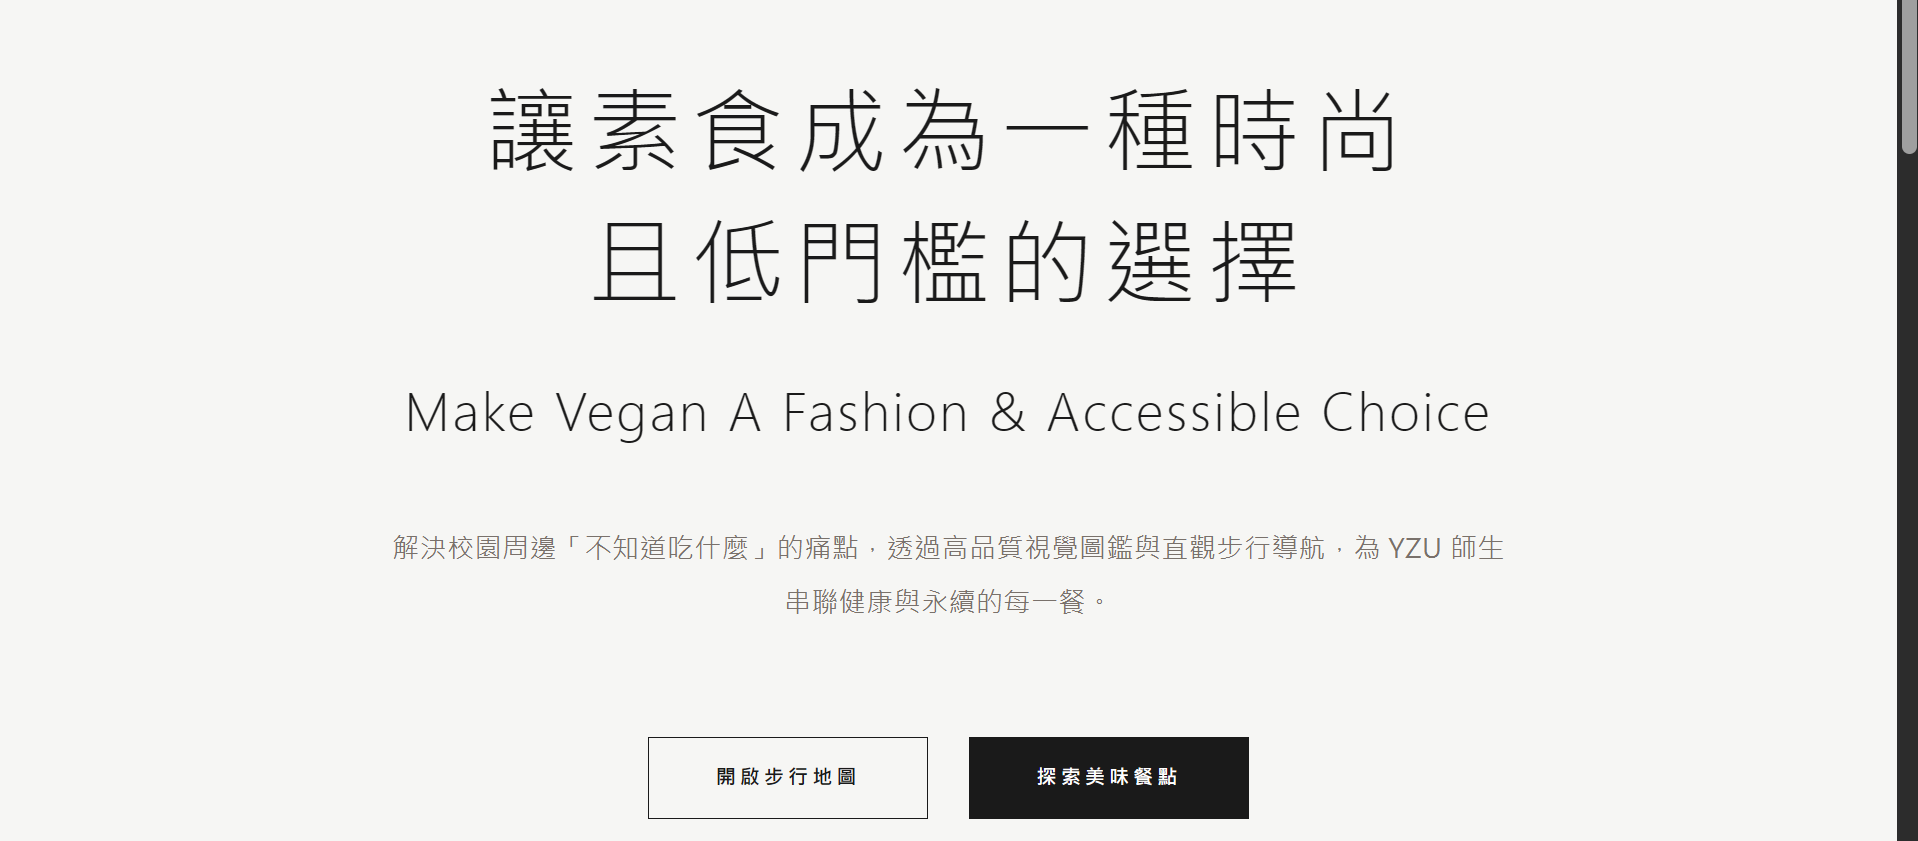 讓素食成為一種時尚
且低門檻的選擇
Make Vegan A Fashion & Accessible Choice
解決校園周邊「不知道吃什麼」的痛點，透過高品質視覺圖鑑與直觀步行導航，為 YZU 師生
串聯健康與永續的每一餐。
開啟步行地圖
探索美味餐點